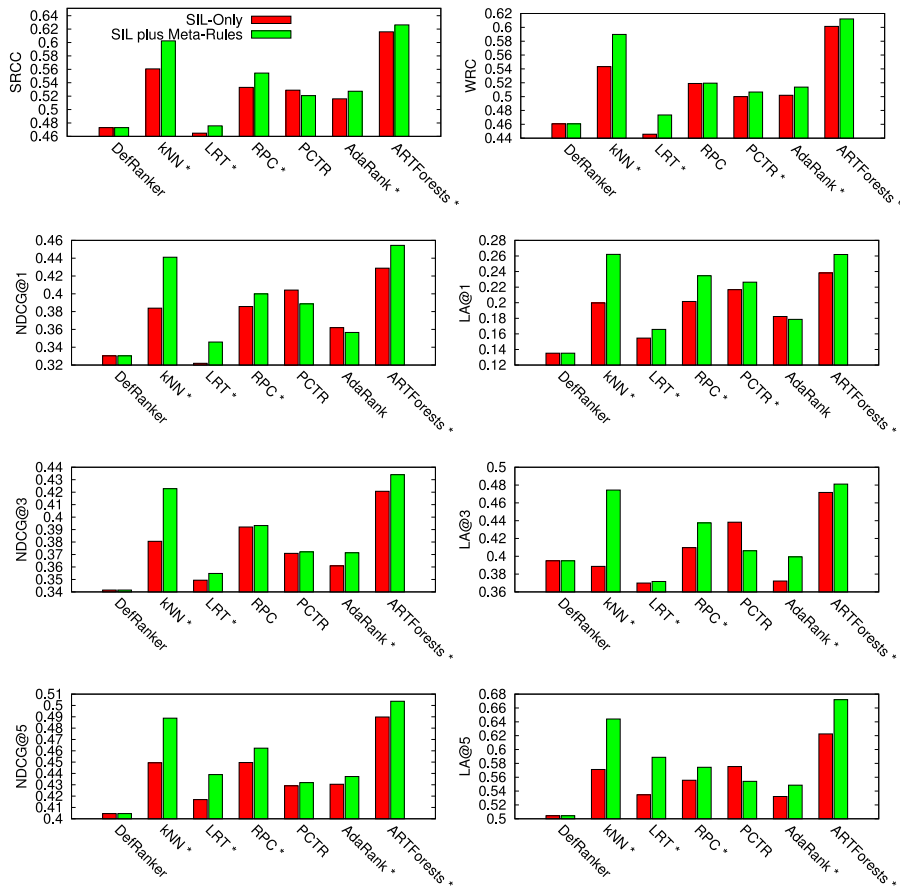 SRCC
0.64
0.62
0.6
0.58
0.56
0.54
0.52
0.5
0.48
0.46
SIL-Only
SIL plus Meta-Rules
DefRanker
kNN *
LRT *
RPC *
PCTR
AdaRank *
ARTForests *
WRC
0.62
0.6
0.58
0.56
0.54
0.52
0.5
0.48
0.46
0.44
DefRanker
kNN *
LRT *
RPC
PCTR *
AdaRank *
ARTForests *
NDCG@1
0.46
0.44
0.42
0.4
0.38
0.36
0.34
0.32
DefRanker
kNN *
LRT *
RPC *
PCTR
AdaRank
ARTForests *
LA@1
0.28
0.26
0.24
0.22
0.2
0.18
0.16
0.14
0.12
DefRanker
kNN *
LRT *
RPC *
PCTR *
AdaRank
ARTForests *
NDCG@3
0.44
0.43
0.42
0.41
0.4
0.39
0.38
0.37
0.36
0.35
0.34
DefRanker
kNN *
LRT *
RPC
PCTR
AdaRank *
ARTForests *
LA@3
0.5
0.48
0.46
0.44
0.42
0.4
0.38
0.36
DefRanker
kNN *
LRT *
RPC *
PCTR
AdaRank *
ARTForests *
NDCG@5
0.51
0.5
0.49
0.48
0.47
0.46
0.45
0.44
0.43
0.42
0.41
0.4
DefRanker
kNN *
LRT *
RPC *
PCTR
AdaRank *
ARTForests *
LA@5
0.68
0.66
0.64
0.62
0.6
0.58
0.56
0.54
0.52
0.5
DefRanker
kNN *
LRT *
RPC *
PCTR
AdaRank *
ARTForests *